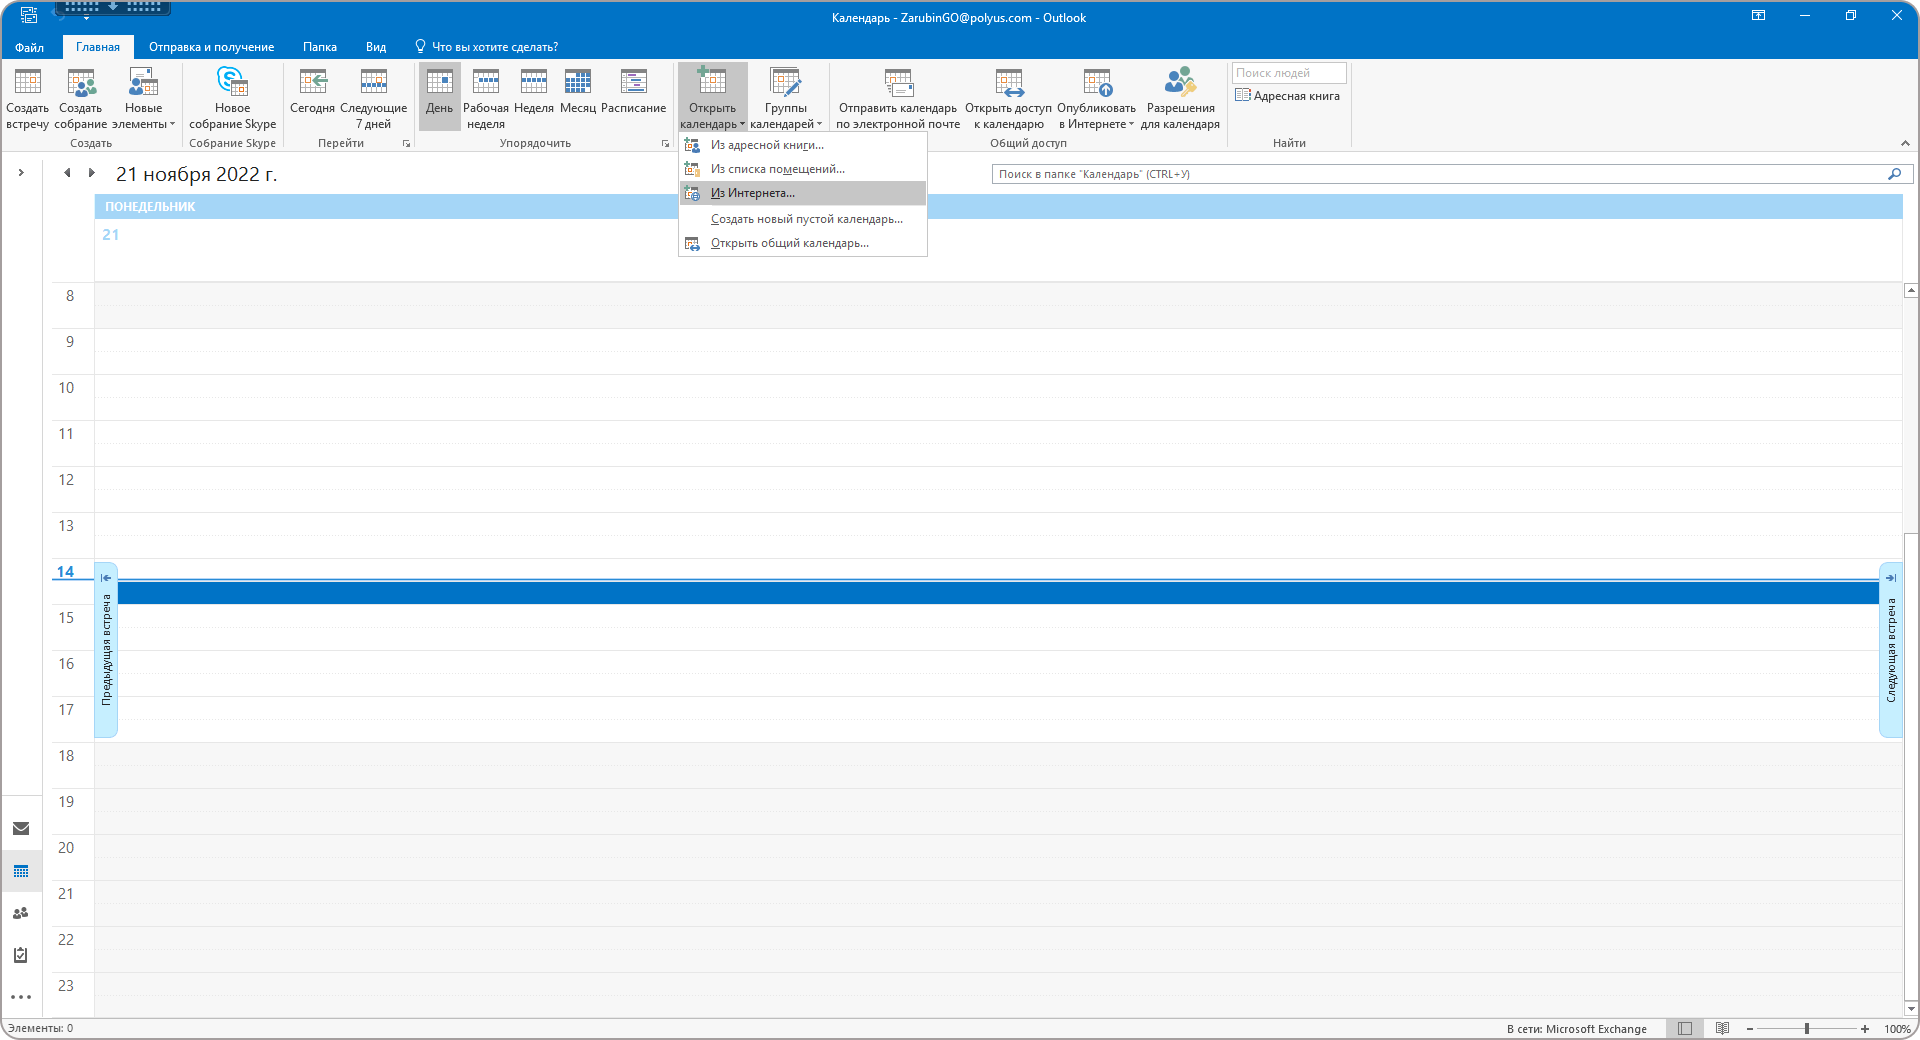 Календарь - ZarubinGO@polyus.com - Outlook
Файл
Главная
Отправка и получение
Папка
Вид
Что вы хотите сделать?
Создать встречу
Создать собрание
Новые элементы
Создать
Новое собрание Skype
Собрание Skype
Сегодня
Следующие 7 дней
Перейти
День
Рабочая неделя
Неделя
Месяц
Расписание
Упорядочить
Открыть календарь
Группы календарей
Отправить календарь по электронной почте
Открыть доступ к календарю
Опубликовать в Интернете
Разрешения для календаря
Общий доступ
Поиск людей
Адресная книга
Найти
Из адресной книги...
Из списка помещений...
Из Интернета...
Создать новый пустой календарь...
Открыть общий календарь...
21 ноября 2022 г.
Поиск в папке "Календарь" (CTRL+У)
ПОНЕДЕЛЬНИК
21
8
9
10
11
12
13
14
15
16
17
18
19
20
21
22
23
Предыдущая встреча
Следующая встреча
Элементы: 0
В сети: Microsoft Exchange
100%